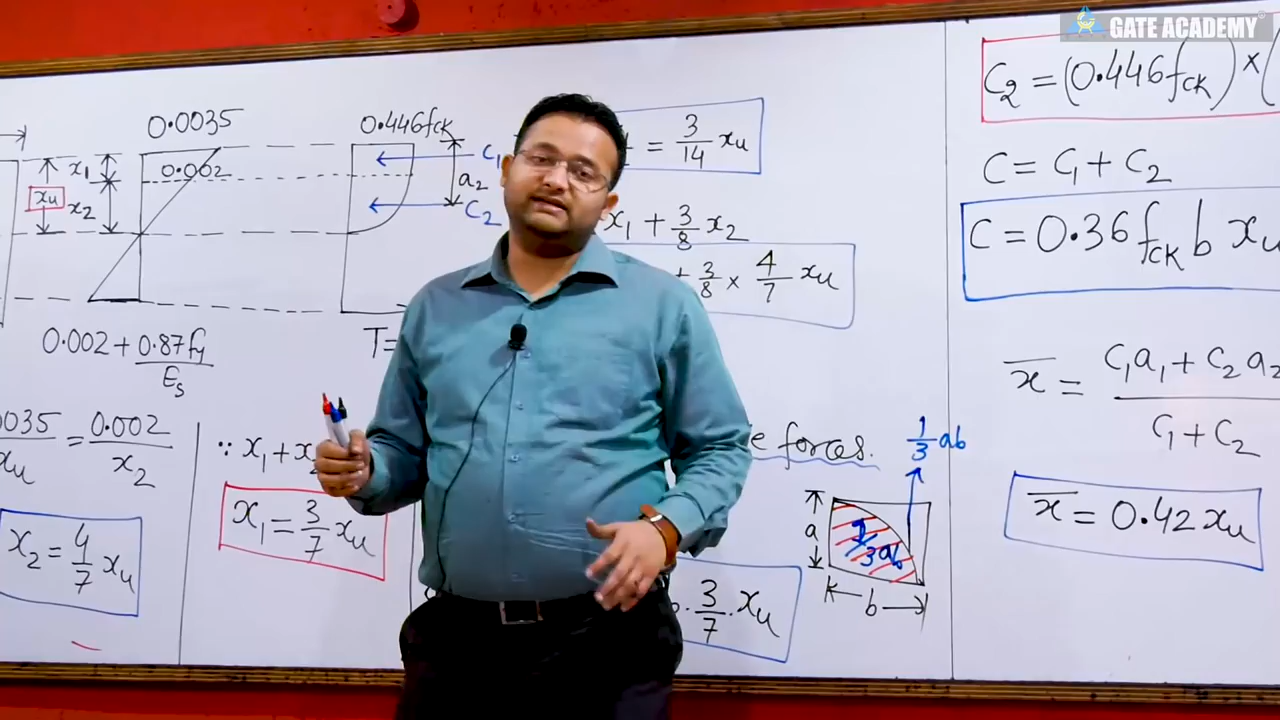 GATE ACADEMY
0.0035
0.002
x₁
xu
x₂
0.446fck
C₁
a₂
C₂
0.002 + 0.87fy/Es
T=
= 3/14 xu
x₁ + 3/8 x₂
+ 3/8 × 4/7 xu
0035/xu = 0.002/x₂
x₂ = 4/7 xu
∵ x₁ + x
x₁ = 3/7 xu
e forces.
1/3 ab
a
2/3 ab
b
. 3/7 . xu
C₂ = (0.446fck) × (
C = C₁ + C₂
C = 0.36 fck b xu
x̄ = C₁a₁ + C₂a₂/C₁ + C₂
x̄ = 0.42 xu